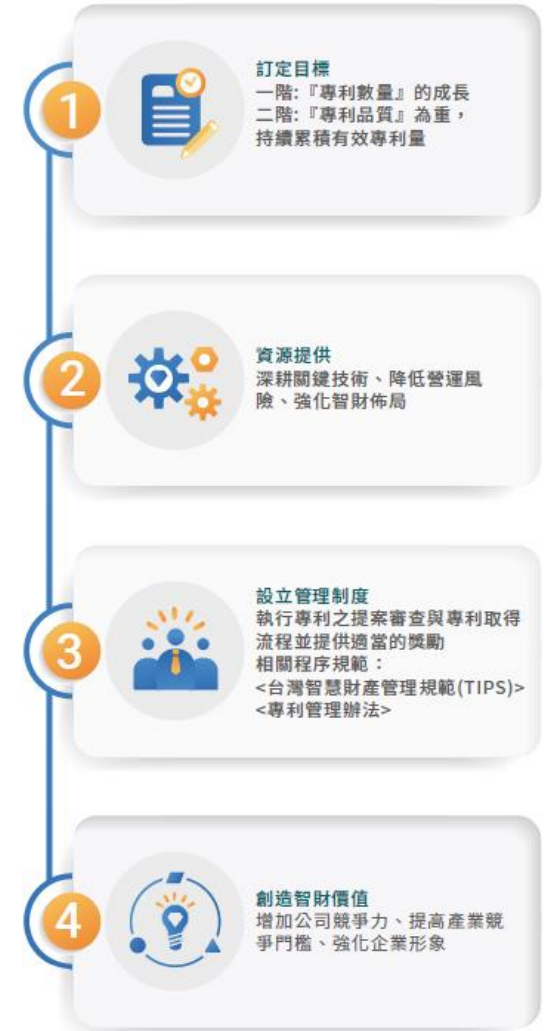 1
訂定目標
一階:『專利數量』的成長
二階:『專利品質』為重，
持續累積有效專利量
2
資源提供
深耕關鍵技術、降低營運風
險、強化智財佈局
3
設立管理制度
執行專利之提案審查與專利取得
流程並提供適當的獎勵
相關程序規範：
<台灣智慧財產管理規範(TIPS)>
<專利管理辦法>
4
創造智財價值
增加公司競爭力、提高產業競
爭門檻、強化企業形象